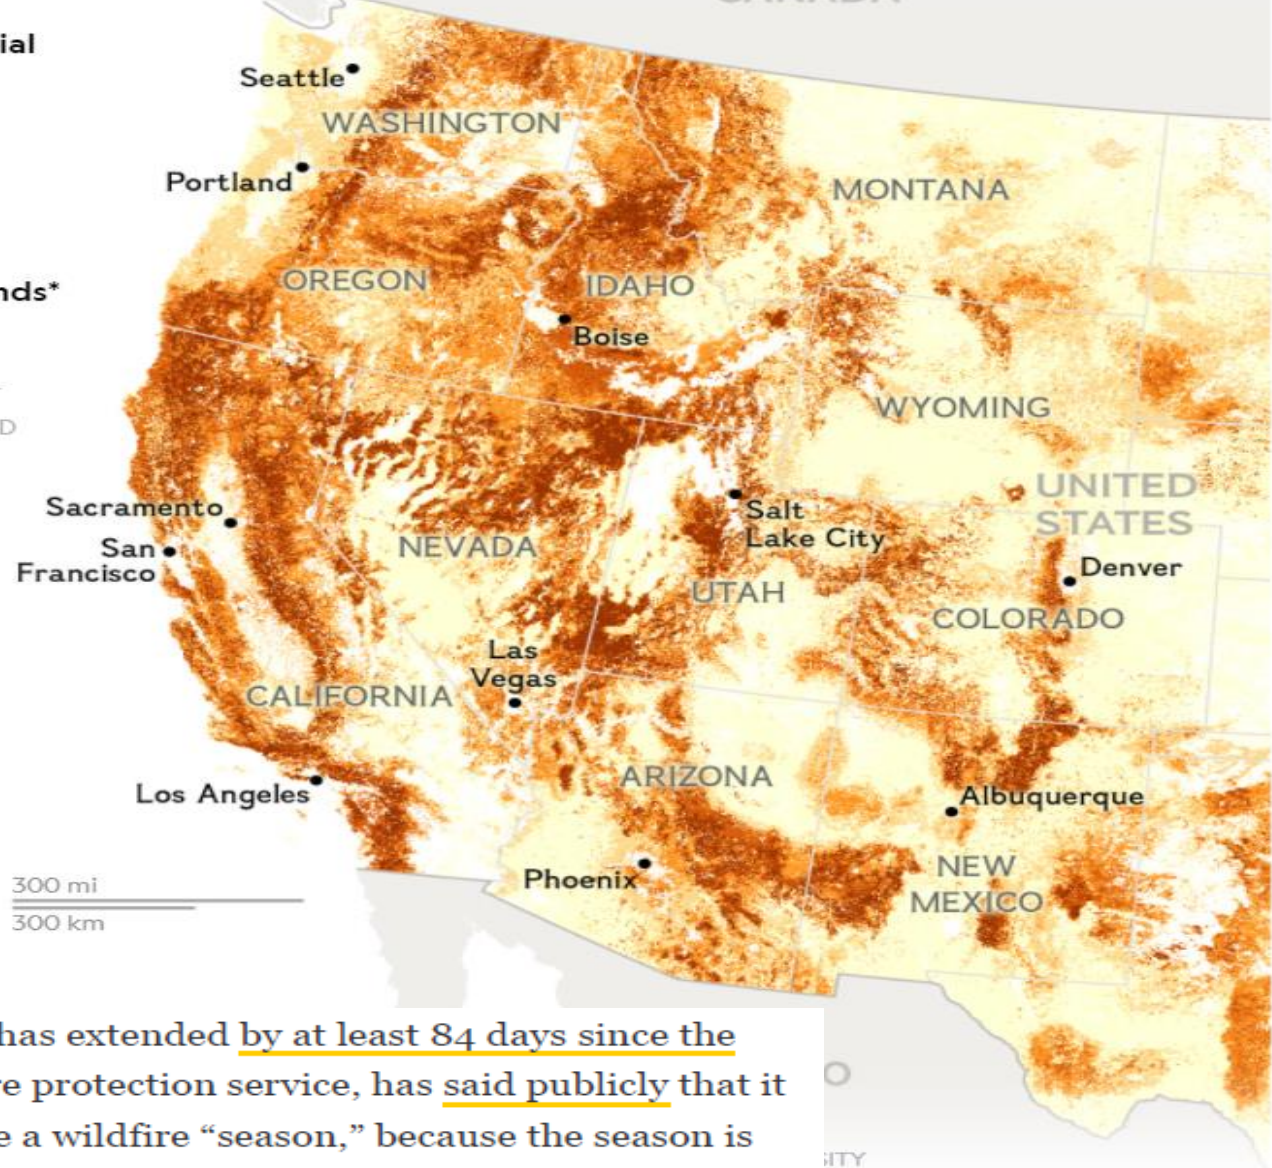 ial
Seattle
WASHINGTON
Portland
MONTANA
OREGON
IDAHO
nds*
Boise
WYOMING
D
UNITED
STATES
Sacramento
Salt
Lake City
San
Francisco
NEVADA
Denver
UTAH
COLORADO
Las
Vegas
CALIFORNIA
ARIZONA
Los Angeles
Albuquerque
Phoenix
NEW
MEXICO
300 mi
300 km
has extended by at least 84 days since the
e protection service, has said publicly that it
e a wildfire “season,” because the season is
O
SITY